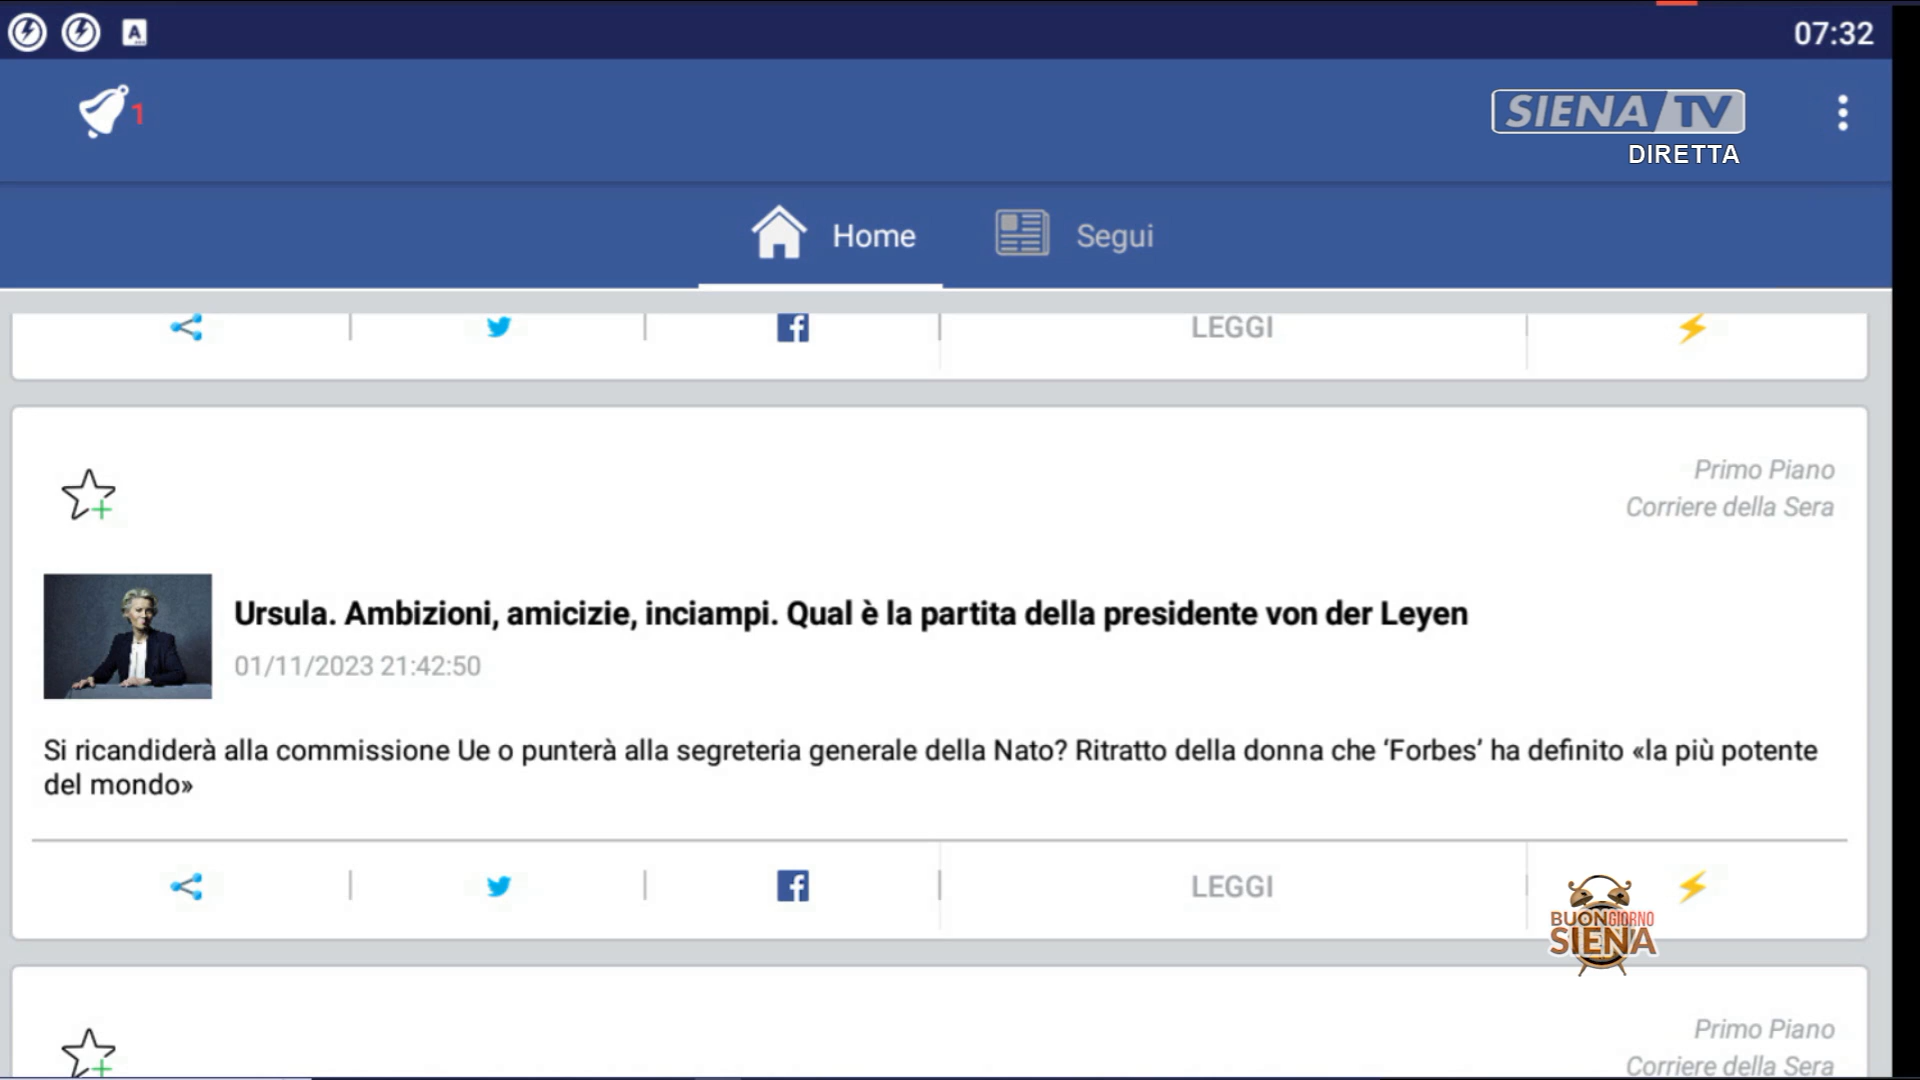 07:32
1
SIENA TV
DIRETTA
Home
Segui
LEGGI
Primo Piano
Corriere della Sera
Ursula. Ambizioni, amicizie, inciampi. Qual è la partita della presidente von der Leyen
01/11/2023 21:42:50
Si ricandiderà alla commissione Ue o punterà alla segreteria generale della Nato? Ritratto della donna che ‘Forbes’ ha definito «la più potente
del mondo»
LEGGI
BUONGIORNO
SIENA
Primo Piano
Corriere della Sera